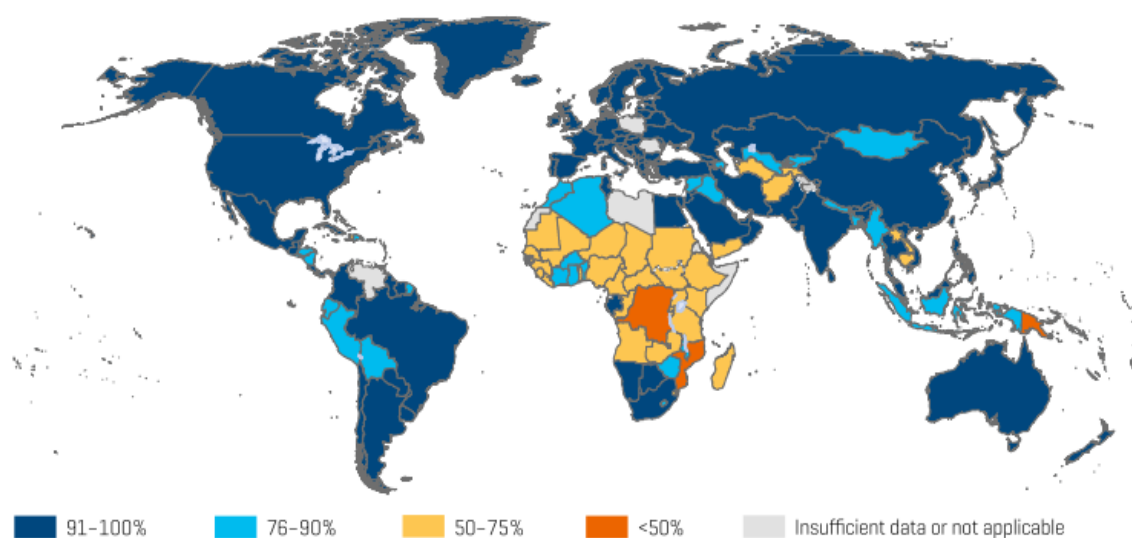 91–100% 76–90% 50–75% <50% Insufficient data or not applicable